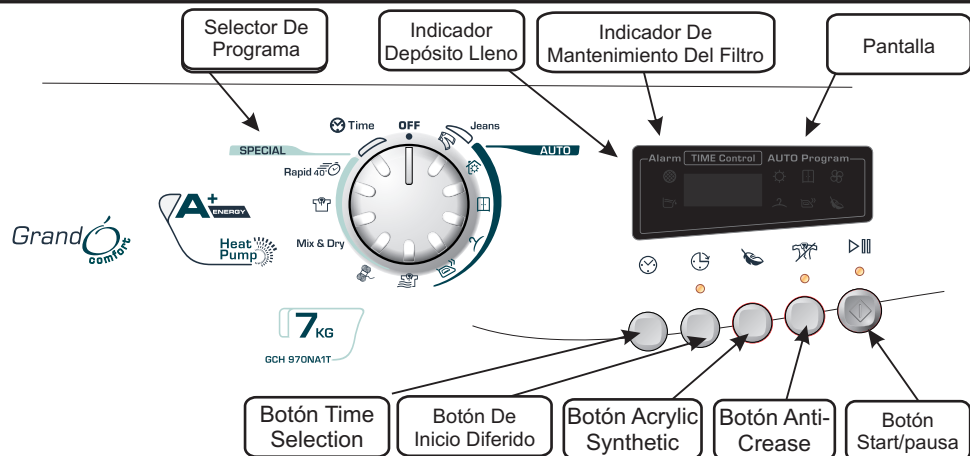 Selector De
Programa
Indicador
Depósito Lleno
Indicador De
Mantenimiento Del Filtro
Pantalla
Time
OFF
Jeans
SPECIAL
AUTO
Rapid 40'
Mix & Dry
Alarm
TIME Control
AUTO Program
Grand Ó
comfort
A+
ENERGY
Heat
Pump
7 KG
GCH 970NA1T
Botón Time
Selection
Botón De
Inicio Diferido
Botón Acrylic
Synthetic
Botón Anti-
Crease
Botón
Start/pausa